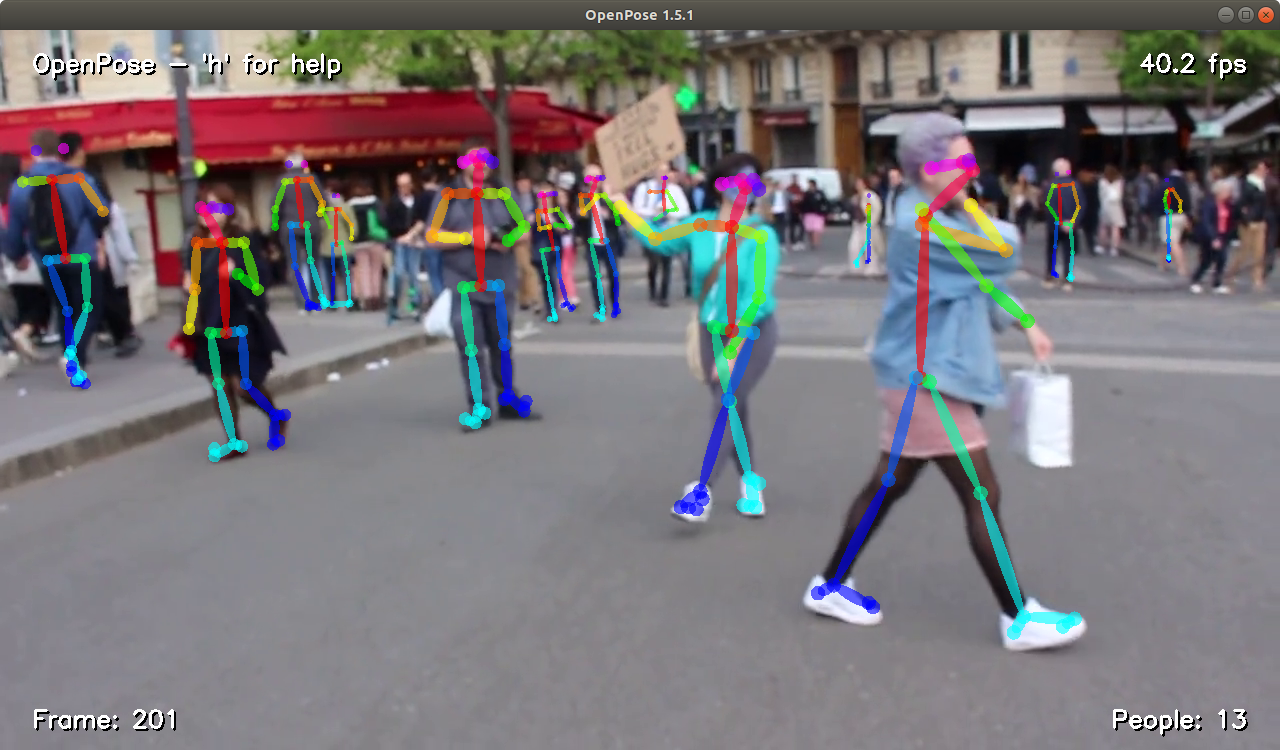 OpenPose 1.5.1
OpenPose - 'h' for help
40.2 fps
Frame: 201
People: 13